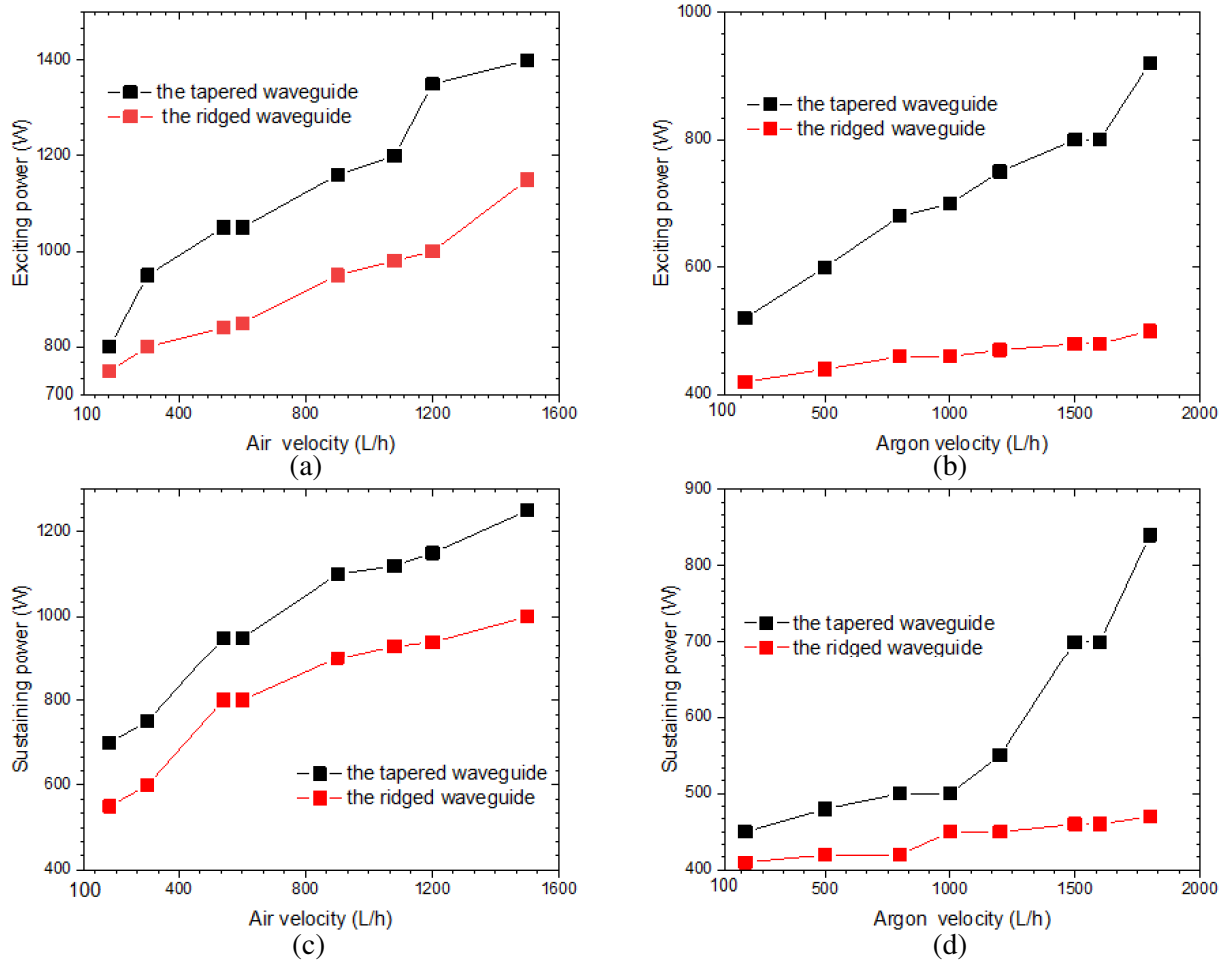 1400
1200
1000
800
700
Exciting power (W)
the tapered waveguide
the ridged waveguide
100 400 800 1200 1600
Air velocity (L/h)
(a)
1000
800
600
400
Exciting power (W)
the tapered waveguide
the ridged waveguide
100 500 1000 1500 2000
Argon velocity (L/h)
(b)
1200
1000
800
600
400
Sustaining power (W)
the tapered waveguide
the ridged waveguide
100 400 800 1200 1600
Air velocity (L/h)
(c)
900
800
700
600
500
400
Sustaining power (W)
the tapered waveguide
the ridged waveguide
100 500 1000 1500 2000
Argon velocity (L/h)
(d)